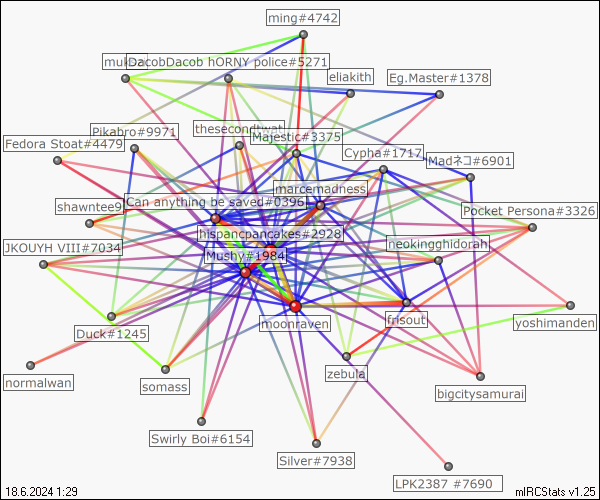 ming#4742
DacobDacob hORNY police#5271
eliakith
Eg.Master#1378
Pikabro#9971
Majestic#3375
Fedora Stoat#4479
Cypha#1717
Madネコ#6901
marcemadness
Can anything be saved#0396
shawntee9
Pocket Persona#3326
hispancpancakes#2928
JKOUYH VIII#7034
neokingghidorah
Mushy#1984
moonraven
frisout
yoshimanden
Duck#1245
zebula
normalwan
somass
bigcitysamurai
Swirly Boi#6154
Silver#7938
LPK2387 #7690
18.6.2024 1:29
mIRCStats v1.25